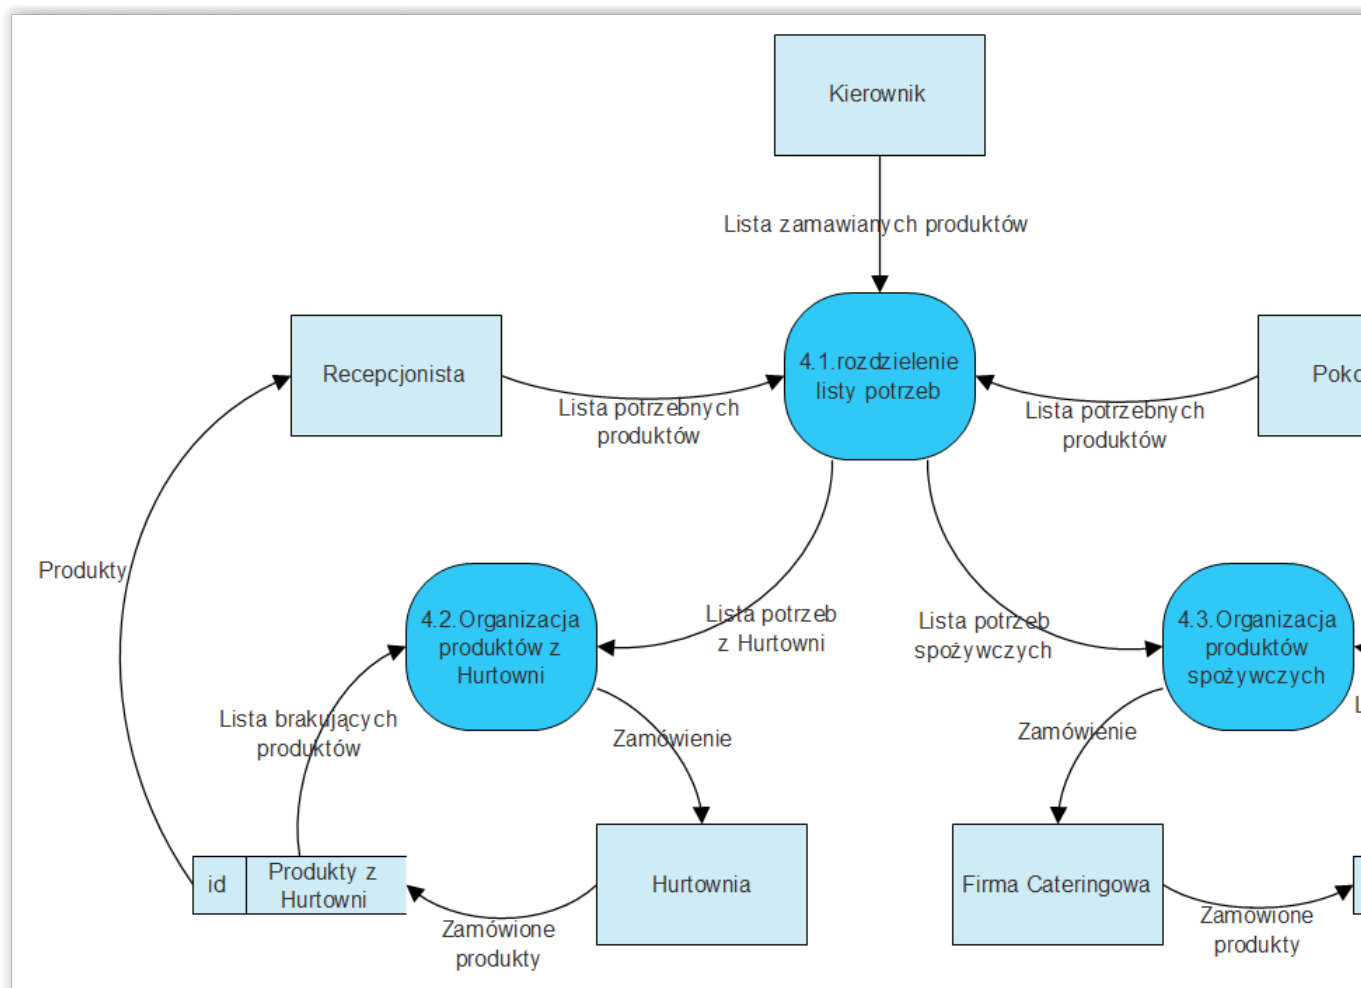 Kierownik
Lista zamawianych produktów
Recepcjonista
4.1.rozdzielenie
listy potrzeb
Lista potrzebnych
produktów
Lista potrzebnych
produktów
Produkty
4.2.Organizacja
produktów z
Hurtowni
Lista potrzeb
z Hurtowni
Lista potrzeb
spożywczych
4.3.Organizacja
produktów
spożywczych
Lista brakujących
produktów
Zamówienie
Zamówienie
id
Produkty z
Hurtowni
Hurtownia
Firma Cateringowa
Zamówione
produkty
Zamówione
produkty